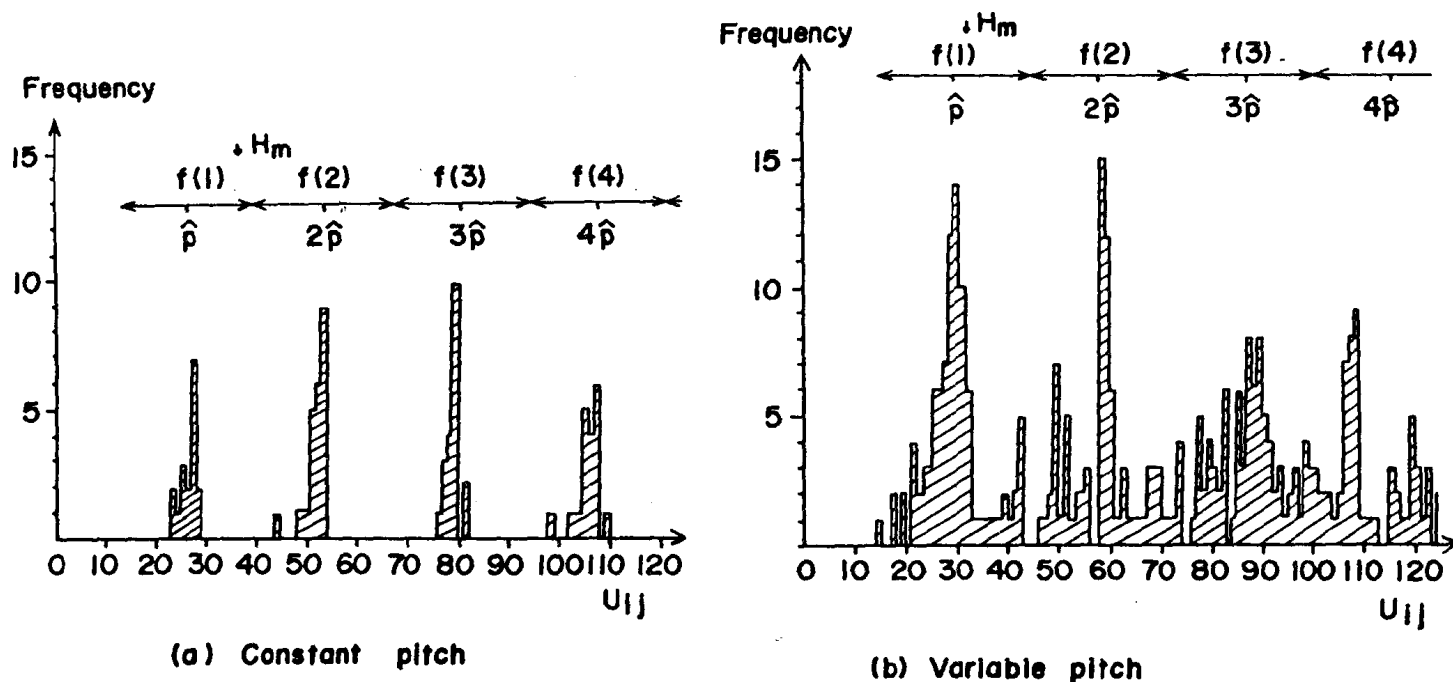 Frequency
Hm
f(1) f(2) f(3) f(4)
p̂ 2p̂ 3p̂ 4p̂
15
10
5
0 10 20 30 40 50 60 70 80 90 100 110 120
Uij
(a) Constant pitch
Frequency
Hm
f(1) f(2) f(3) f(4)
p̂ 2p̂ 3p̂ 4p̂
15
10
5
0 10 20 30 40 50 60 70 80 90 100 110 120
Uij
(b) Variable pitch